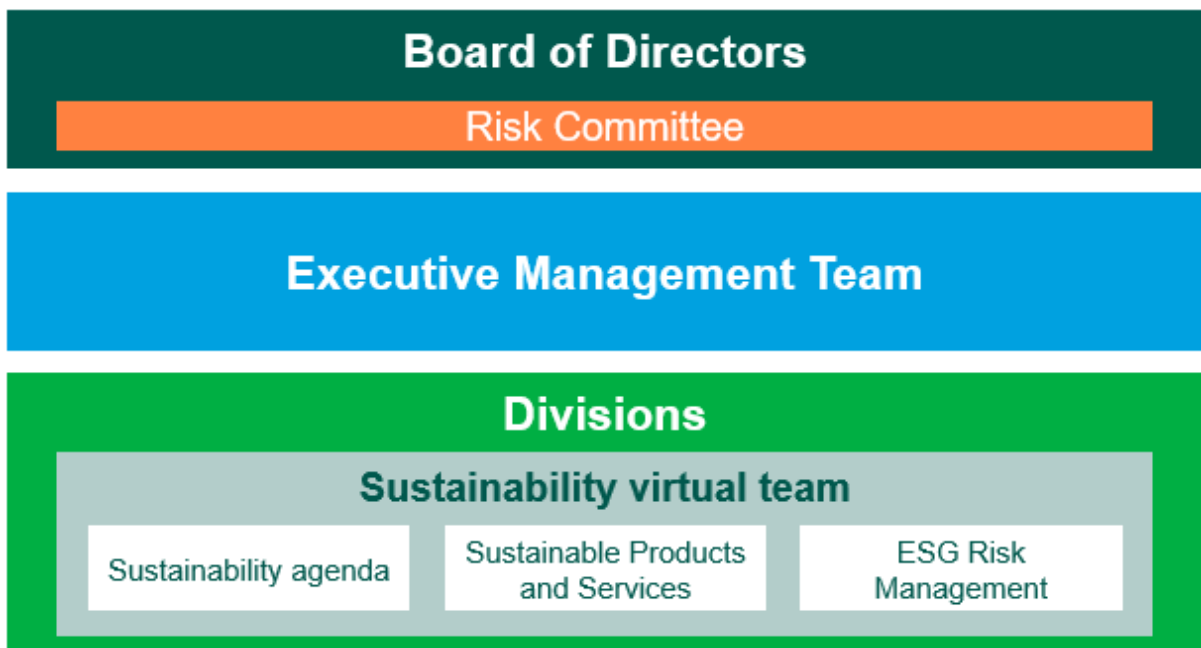 Board of Directors
Risk Committee
Executive Management Team
Divisions
Sustainability virtual team
Sustainability agenda
Sustainable Products
and Services
ESG Risk
Management